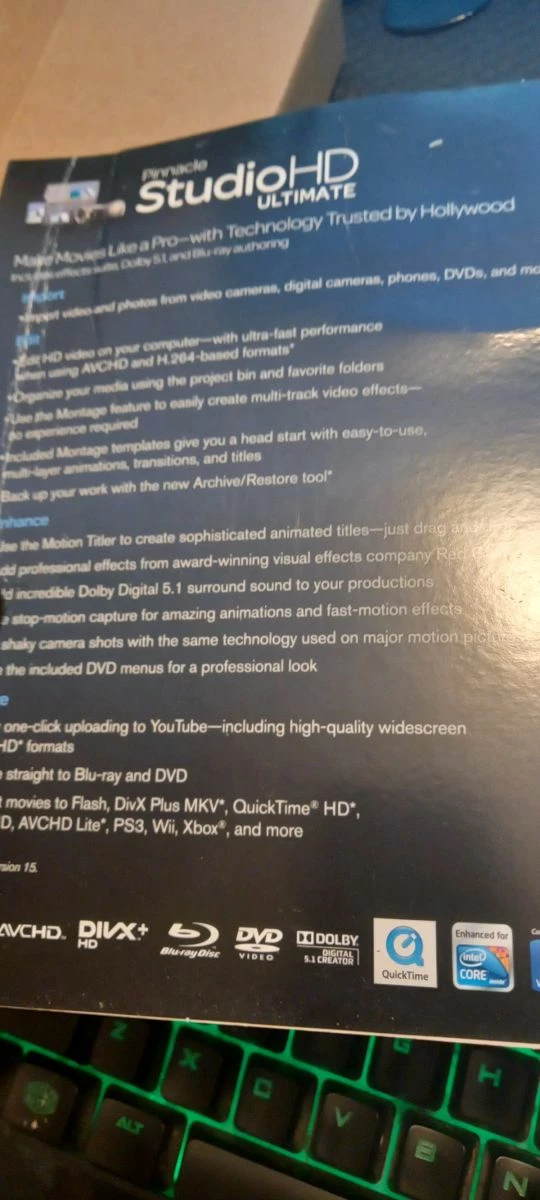 Pinnacle
StudioHD
ULTIMATE
Make Movies Like a Pro—with Technology Trusted by Hollywood
Includes effects suite, Dolby 5.1, and Blu-ray authoring
Import
•Import video and photos from video cameras, digital cameras, phones, DVDs, and mo
Edit
•Edit HD video on your computer—with ultra-fast performance
when using AVCHD and H.264-based formats*
•Organize your media using the project bin and favorite folders
•Use the Montage feature to easily create multi-track video effects—
no experience required
•Included Montage templates give you a head start with easy-to-use,
multi-layer animations, transitions, and titles
Back up your work with the new Archive/Restore tool*
nhance
Use the Motion Titler to create sophisticated animated titles—just drag and
dd professional effects from award-winning visual effects company Red
d incredible Dolby Digital 5.1 surround sound to your productions
e stop-motion capture for amazing animations and fast-motion effects
shaky camera shots with the same technology used on major motion pictures
e the included DVD menus for a professional look
e
one-click uploading to YouTube—including high-quality widescreen
HD* formats
e straight to Blu-ray and DVD
t movies to Flash, DivX Plus MKV*, QuickTime® HD*,
D, AVCHD Lite*, PS3, Wii, Xbox®, and more
rsion 15.
AVCHD™ DIVX+ HD Blu-ray Disc DVD VIDEO DOLBY DIGITAL 5.1 CREATOR QuickTime Enhanced for intel CORE inside
Z X C V G H
ALT B N